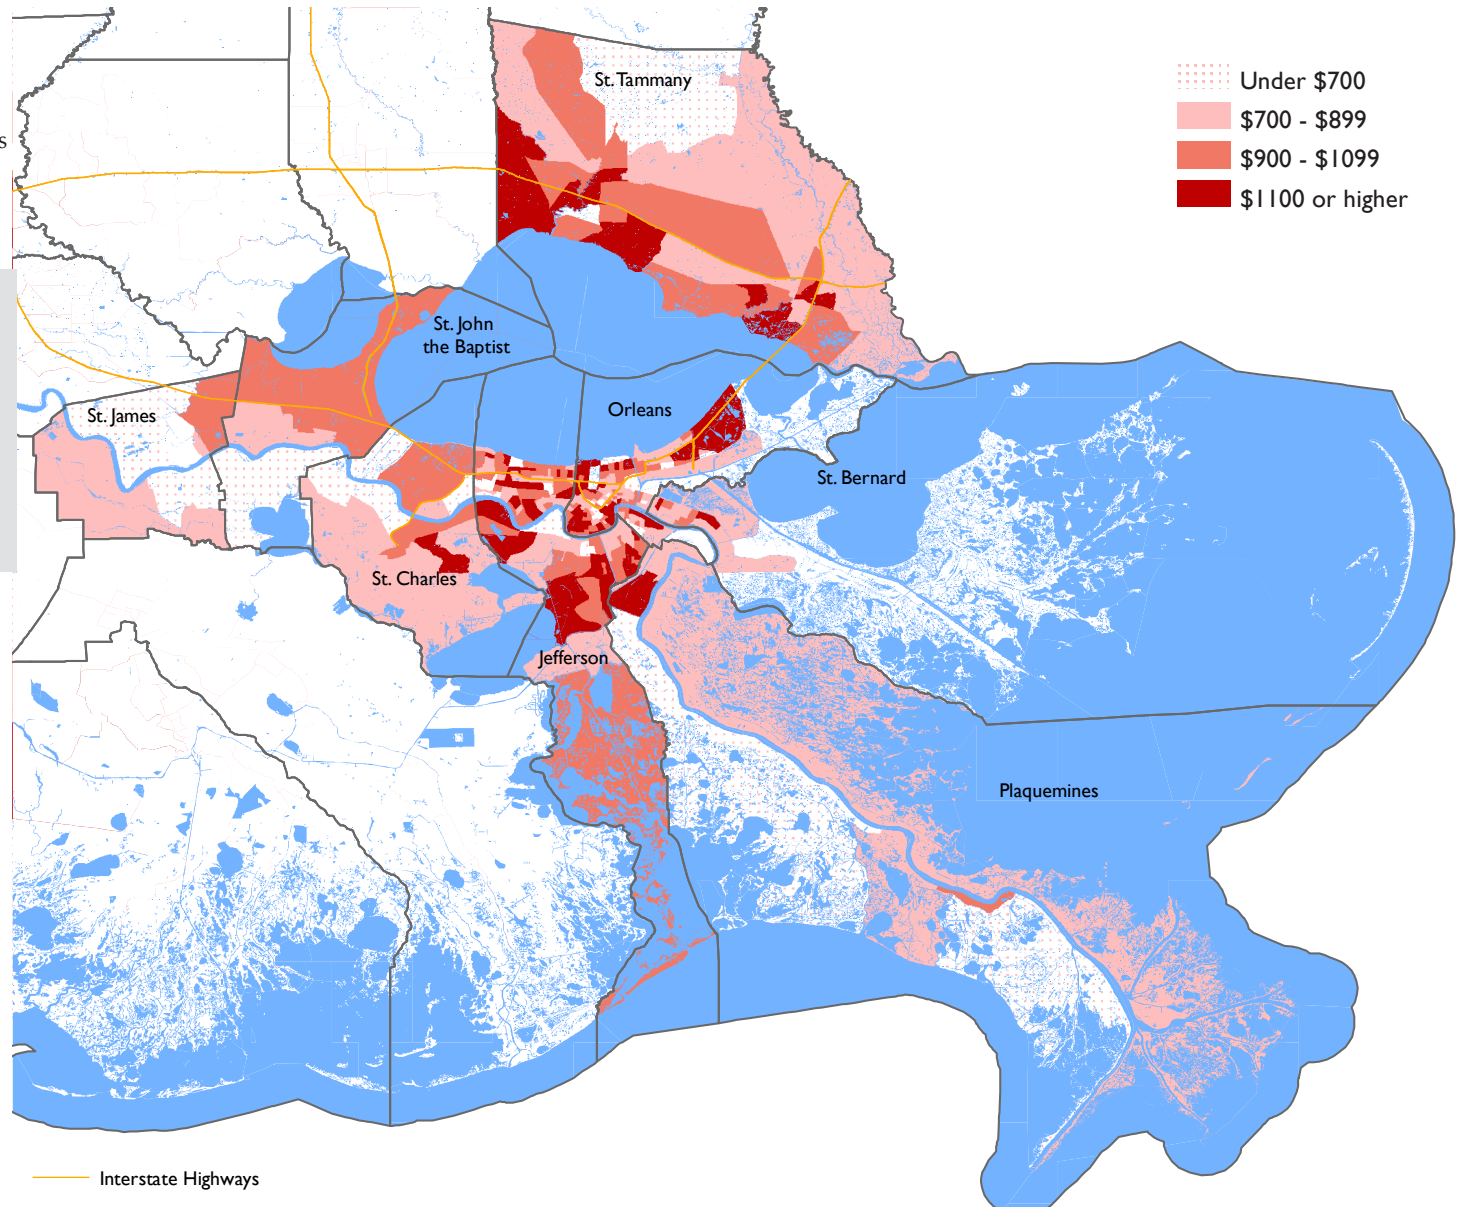 St. Tammany
Under $700
$700 - $899
$900 - $1099
$1100 or higher
s
St. John
the Baptist
St. James
Orleans
St. Bernard
St. Charles
Jefferson
Plaquemines
Interstate Highways